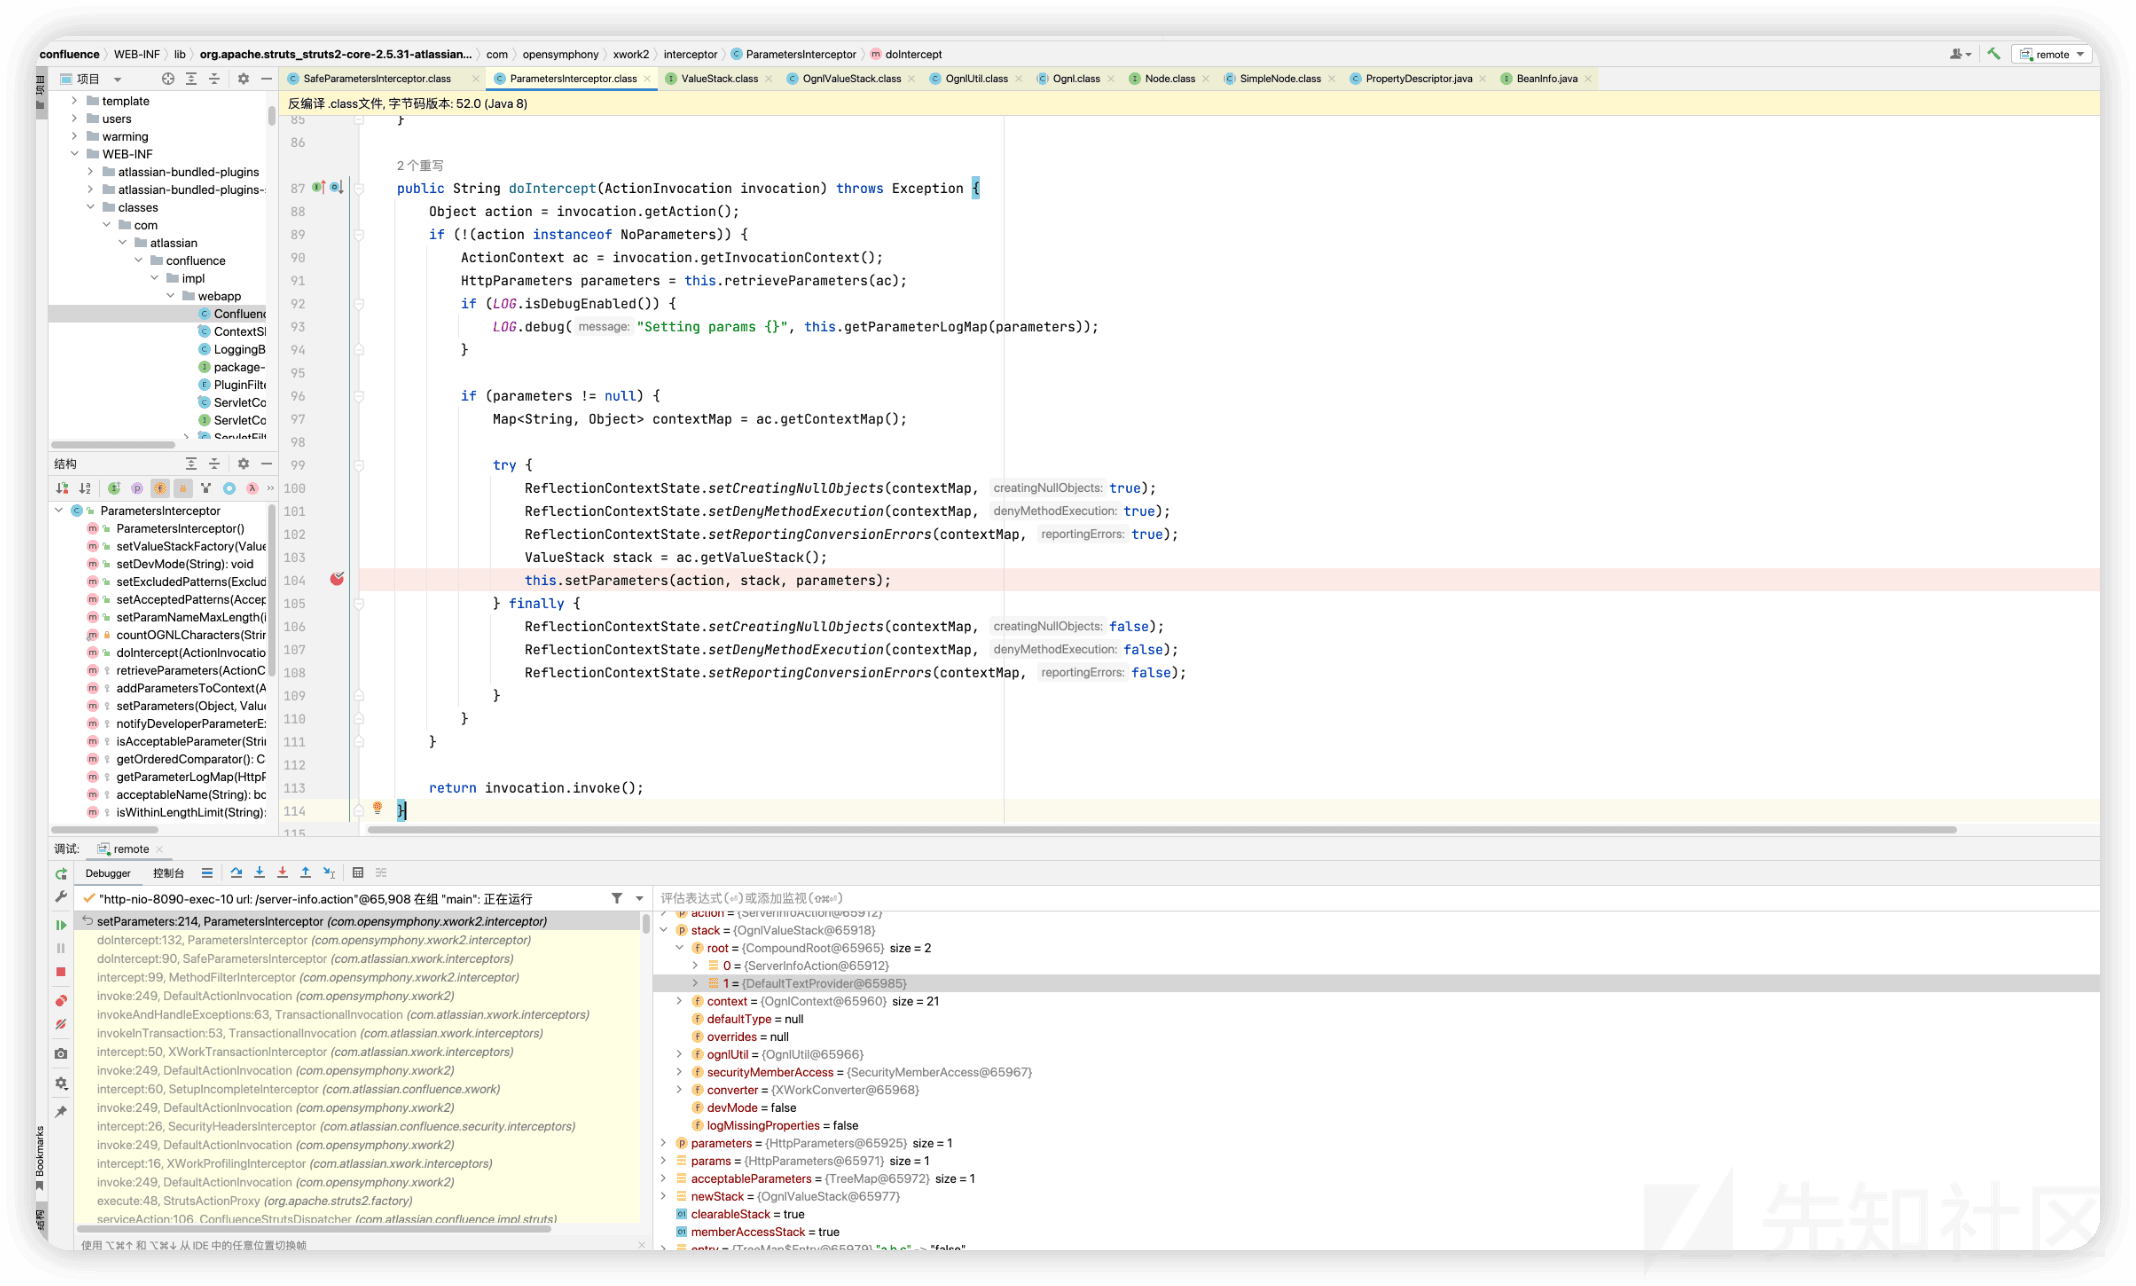 confluence › WEB-INF › lib › org.apache.struts_struts2-core-2.5.31-atlassian... › com › opensymphony › xwork2 › interceptor › ParametersInterceptor › doIntercept
remote
项目
SafeParametersInterceptor.class
ParametersInterceptor.class
ValueStack.class
OgnlValueStack.class
OgnlUtil.class
Ognl.class
Node.class
SimpleNode.class
PropertyDescriptor.java
BeanInfo.java
反编译 .class文件, 字节码版本: 52.0 (Java 8)
template
users
warming
WEB-INF
atlassian-bundled-plugins
atlassian-bundled-plugins-
classes
com
atlassian
confluence
impl
webapp
Confluenc
ContextSl
LoggingB
package-
PluginFilte
ServletCo
ServletCo
ServletFilt
结构
ParametersInterceptor
ParametersInterceptor()
setValueStackFactory(Value
setDevMode(String): void
setExcludedPatterns(Exclud
setAcceptedPatterns(Accep
setParamNameMaxLength(i
countOGNLCharacters(Strin
doIntercept(ActionInvocatio
retrieveParameters(ActionC
addParametersToContext(A
setParameters(Object, Value
notifyDeveloperParameterE
isAcceptableParameter(Stri
getOrderedComparator(): C
getParameterLogMap(HttpP
acceptableName(String): bo
isWithinLengthLimit(String):
85 }
86
2 个重写
87 public String doIntercept(ActionInvocation invocation) throws Exception {
88 Object action = invocation.getAction();
89 if (!(action instanceof NoParameters)) {
90 ActionContext ac = invocation.getInvocationContext();
91 HttpParameters parameters = this.retrieveParameters(ac);
92 if (LOG.isDebugEnabled()) {
93 LOG.debug( message: "Setting params {}", this.getParameterLogMap(parameters));
94 }
95
96 if (parameters != null) {
97 Map<String, Object> contextMap = ac.getContextMap();
98
99 try {
100 ReflectionContextState.setCreatingNullObjects(contextMap, creatingNullObjects: true);
101 ReflectionContextState.setDenyMethodExecution(contextMap, denyMethodExecution: true);
102 ReflectionContextState.setReportingConversionErrors(contextMap, reportingErrors: true);
103 ValueStack stack = ac.getValueStack();
104 this.setParameters(action, stack, parameters);
105 } finally {
106 ReflectionContextState.setCreatingNullObjects(contextMap, creatingNullObjects: false);
107 ReflectionContextState.setDenyMethodExecution(contextMap, denyMethodExecution: false);
108 ReflectionContextState.setReportingConversionErrors(contextMap, reportingErrors: false);
109 }
110 }
111 }
112
113 return invocation.invoke();
114 }
115
调试: remote
Debugger 控制台
"http-nio-8090-exec-10 url: /server-info.action"@65,908 在组 "main": 正在运行
setParameters:214, ParametersInterceptor (com.opensymphony.xwork2.interceptor)
doIntercept:132, ParametersInterceptor (com.opensymphony.xwork2.interceptor)
doIntercept:90, SafeParametersInterceptor (com.atlassian.xwork.interceptors)
intercept:99, MethodFilterInterceptor (com.opensymphony.xwork2.interceptor)
invoke:249, DefaultActionInvocation (com.opensymphony.xwork2)
invokeAndHandleExceptions:63, TransactionalInvocation (com.atlassian.xwork.interceptors)
invokeInTransaction:53, TransactionalInvocation (com.atlassian.xwork.interceptors)
intercept:50, XWorkTransactionInterceptor (com.atlassian.xwork.interceptors)
invoke:249, DefaultActionInvocation (com.opensymphony.xwork2)
intercept:60, SetupIncompleteInterceptor (com.atlassian.confluence.xwork)
invoke:249, DefaultActionInvocation (com.opensymphony.xwork2)
intercept:26, SecurityHeadersInterceptor (com.atlassian.confluence.security.interceptors)
invoke:249, DefaultActionInvocation (com.opensymphony.xwork2)
intercept:16, XWorkProfilingInterceptor (com.atlassian.xwork.interceptors)
invoke:249, DefaultActionInvocation (com.opensymphony.xwork2)
execute:48, StrutsActionProxy (org.apache.struts2.factory)
serviceAction:106, ConfluenceStrutsDispatcher (com.atlassian.confluence.impl.struts)
使用 ⌥⌘↑ 和 ⌥⌘↓ 从 IDE 中的任意位置切换帧
评估表达式(⏎)或添加监视(⇧⌘⏎)
action = {ServerInfoAction@65912}
stack = {OgnlValueStack@65918}
root = {CompoundRoot@65965} size = 2
0 = {ServerInfoAction@65912}
1 = {DefaultTextProvider@65985}
context = {OgnlContext@65960} size = 21
defaultType = null
overrides = null
ognlUtil = {OgnlUtil@65966}
securityMemberAccess = {SecurityMemberAccess@65967}
converter = {XWorkConverter@65968}
devMode = false
logMissingProperties = false
parameters = {HttpParameters@65925} size = 1
params = {HttpParameters@65971} size = 1
acceptableParameters = {TreeMap@65972} size = 1
newStack = {OgnlValueStack@65977}
clearableStack = true
memberAccessStack = true
entry = {TreeMap$Entry@65979} "a.b.c" -> "false"
Bookmarks
结构
先知社区